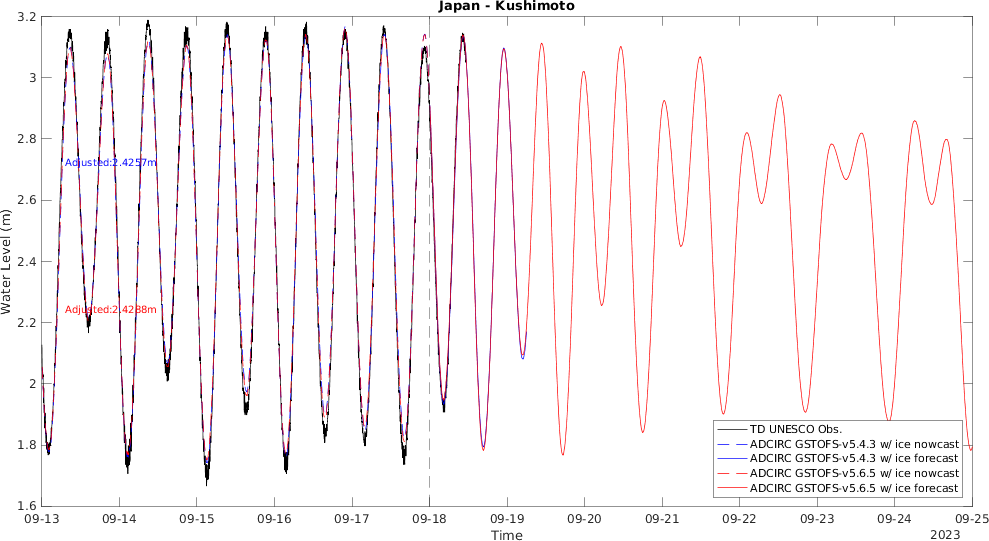 Japan - Kushimoto
Water Level (m)
3.2
3
2.8
2.6
2.4
2.2
2
1.8
1.6
Adjusted:2.4257m
Adjusted:2.4288m
TD UNESCO Obs.
ADCIRC GSTOFS-v5.4.3 w/ ice nowcast
ADCIRC GSTOFS-v5.4.3 w/ ice forecast
ADCIRC GSTOFS-v5.6.5 w/ ice nowcast
ADCIRC GSTOFS-v5.6.5 w/ ice forecast
09-13 09-14 09-15 09-16 09-17 09-18 09-19 09-20 09-21 09-22 09-23 09-24 09-25
Time
2023